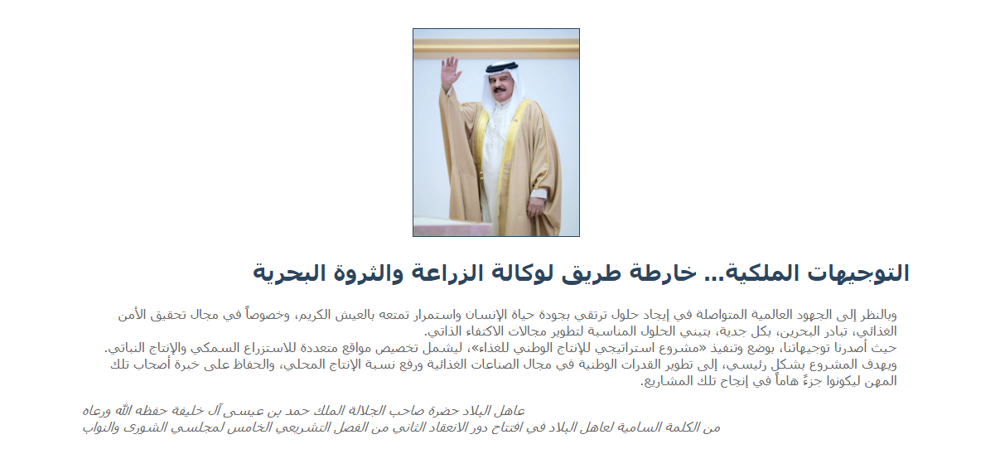 التوجيهات الملكية... خارطة طريق لوكالة الزراعة والثروة البحرية
وبالنظر إلى الجهود العالمية المتواصلة في إيجاد حلول ترتقي بجودة حياة الإنسان واستمرار تمتعه بالعيش الكريم، وخصوصاً في مجال تحقيق الأمن
الغذائي، تبادر البحرين، بكل جدية، بتبني الحلول المناسبة لتطوير مجالات الاكتفاء الذاتي.
حيث أصدرنا توجيهاتنا، بوضع وتنفيذ «مشروع استراتيجي للإنتاج الوطني للغذاء»، ليشمل تخصيص مواقع متعددة للاستزراع السمكي والإنتاج النباتي.
ويهدف المشروع بشكل رئيسي، إلى تطوير القدرات الوطنية في مجال الصناعات الغذائية ورفع نسبة الإنتاج المحلي، والحفاظ على خبرة أصحاب تلك
المهن ليكونوا جزءً هاماً في إنجاح تلك المشاريع.
عاهل البلاد حضرة صاحب الجلالة الملك حمد بن عيسى آل خليفة حفظه الله ورعاه
من الكلمة السامية لعاهل البلاد في افتتاح دور الانعقاد الثاني من الفصل التشريعي الخامس لمجلسي الشورى والنواب